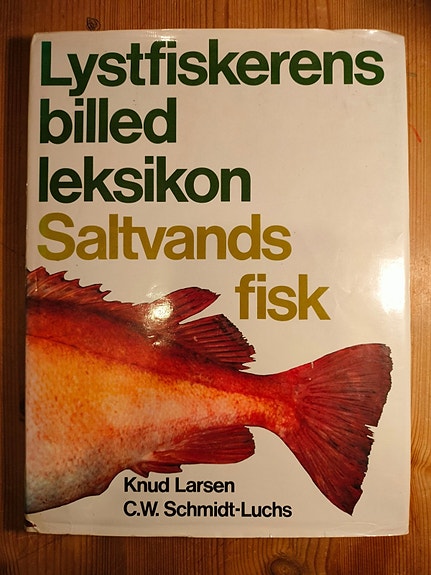 Lystfiskerens
billed
leksikon
Saltvands
fisk
Knud Larsen
C.W. Schmidt-Luchs